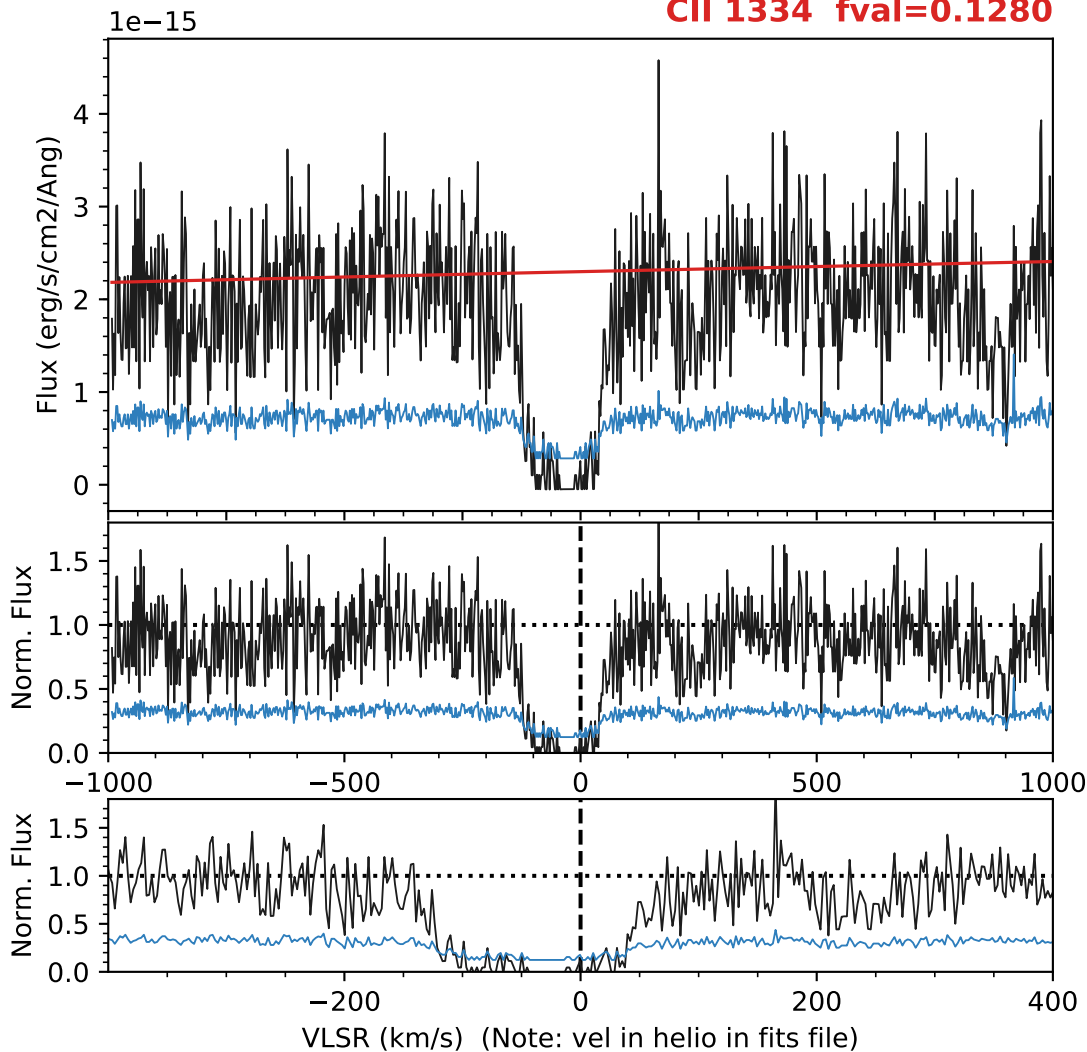 CII 1334 fval=0.1280
1e−15
4
3
2
1
0
Flux (erg/s/cm2/Ang)
1.5
1.0
0.5
0.0
Norm. Flux
−1000 −500 0 500 1000
1.5
1.0
0.5
0.0
Norm. Flux
−200 0 200 400
VLSR (km/s) (Note: vel in helio in fits file)